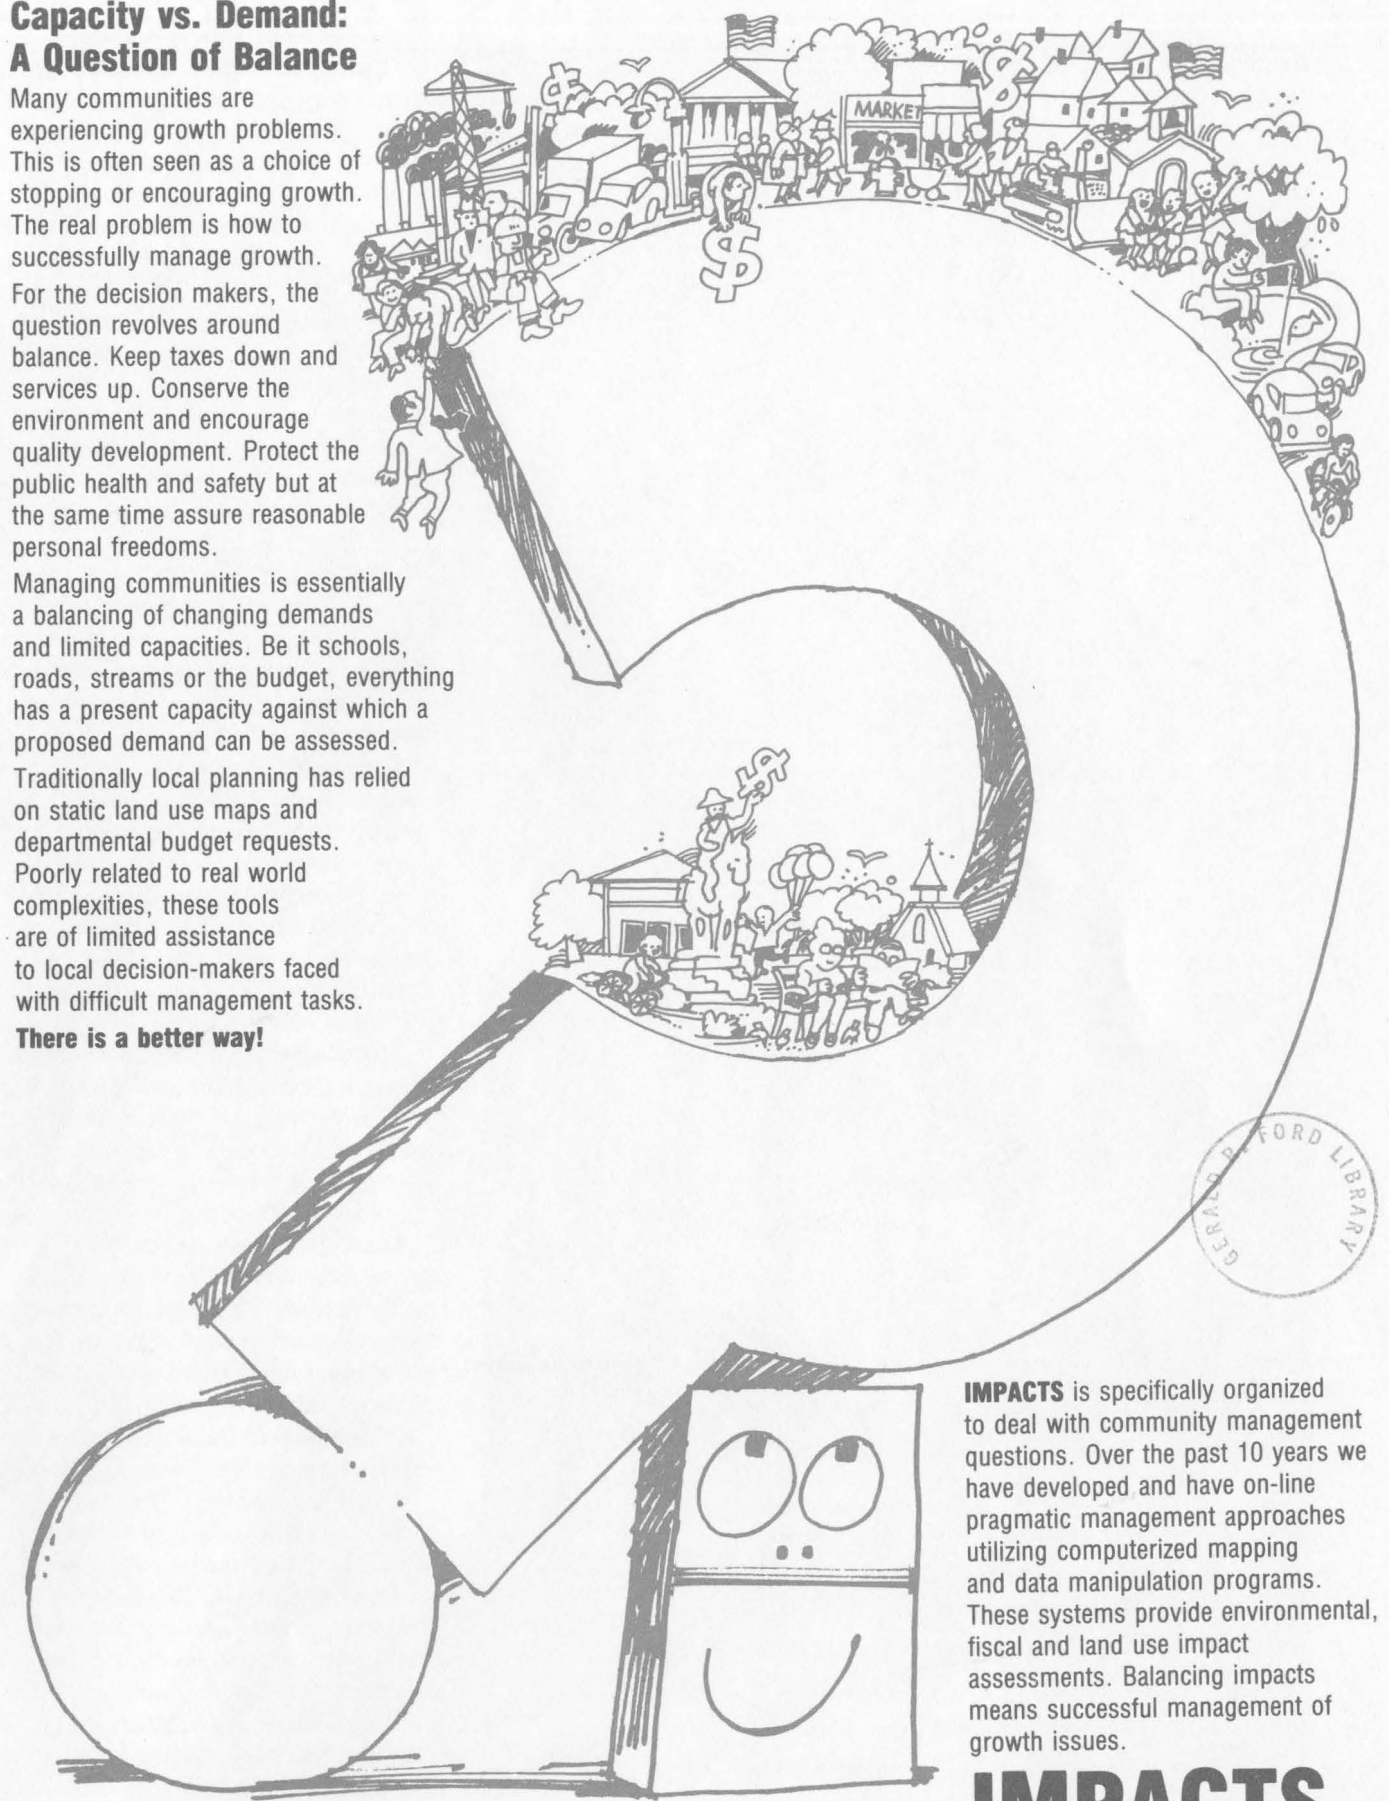 Capacity vs. Demand:
A Question of Balance
Many communities are
experiencing growth problems.
This is often seen as a choice of
stopping or encouraging growth.
The real problem is how to
successfully manage growth.
For the decision makers, the
question revolves around
balance. Keep taxes down and
services up. Conserve the
environment and encourage
quality development. Protect the
public health and safety but at
the same time assure reasonable
personal freedoms.
Managing communities is essentially
a balancing of changing demands
and limited capacities. Be it schools,
roads, streams or the budget, everything
has a present capacity against which a
proposed demand can be assessed.
Traditionally local planning has relied
on static land use maps and
departmental budget requests.
Poorly related to real world
complexities, these tools
are of limited assistance
to local decision-makers faced
with difficult management tasks.
There is a better way!
$
MARKET
$
$
$
GERALD R. FORD LIBRARY
IMPACTS is specifically organized
to deal with community management
questions. Over the past 10 years we
have developed and have on-line
pragmatic management approaches
utilizing computerized mapping
and data manipulation programs.
These systems provide environmental,
fiscal and land use impact
assessments. Balancing impacts
means successful management of
growth issues.
IMPACTS